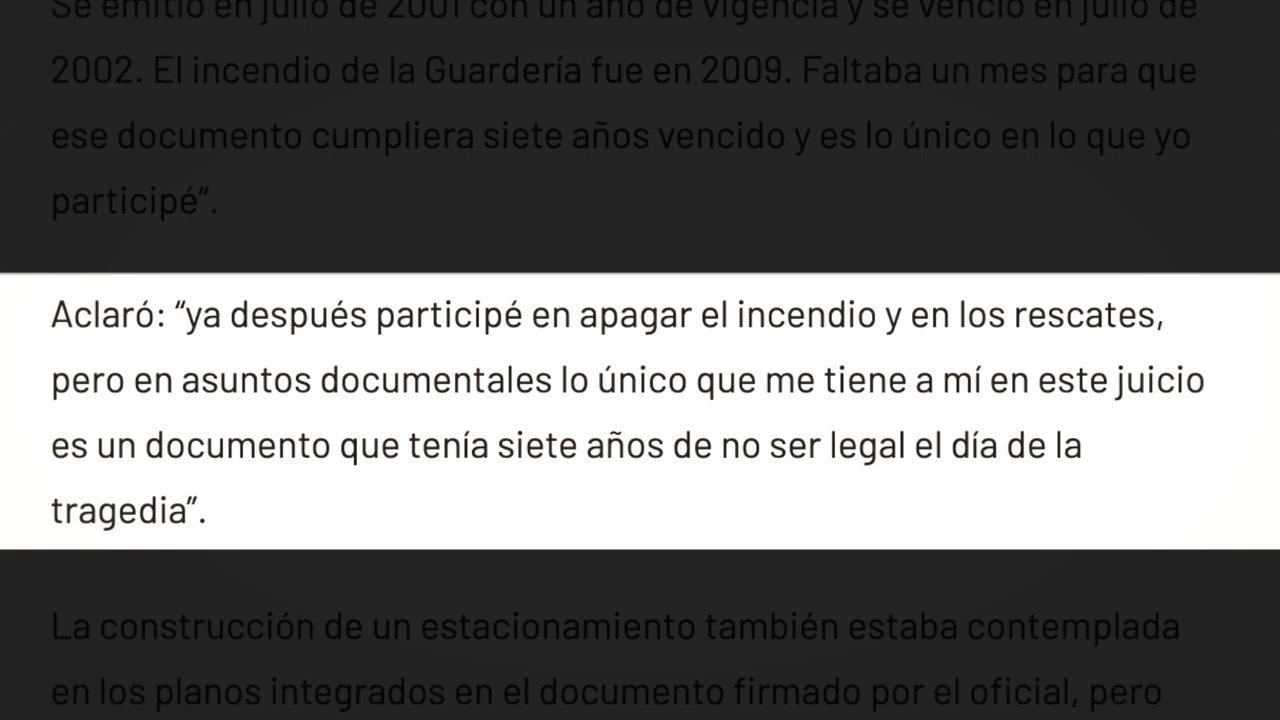 Se emitió en julio de 2001 con un año de vigencia y se venció en julio de
2002. El incendio de la Guardería fue en 2009. Faltaba un mes para que
ese documento cumpliera siete años vencido y es lo único en lo que yo
participé”.
Aclaró: “ya después participé en apagar el incendio y en los rescates,
pero en asuntos documentales lo único que me tiene a mí en este juicio
es un documento que tenía siete años de no ser legal el día de la
tragedia”.
La construcción de un estacionamiento también estaba contemplada
en los planos integrados en el documento firmado por el oficial, pero